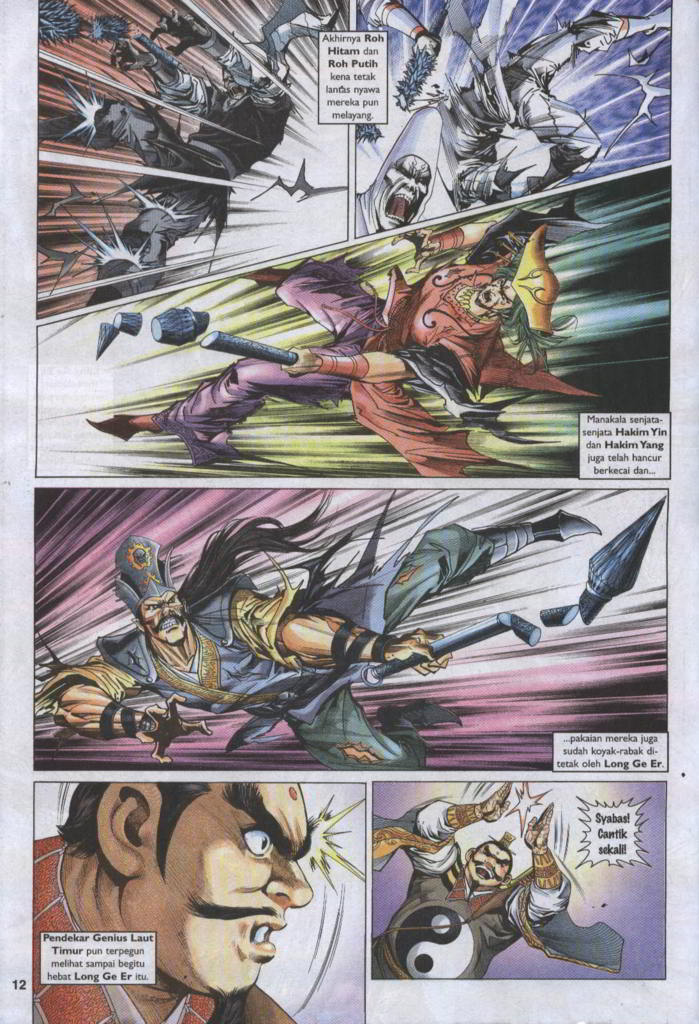 Akhirnya Roh
Hitam dan
Roh Putih
kena tetak
lantas nyawa
mereka pun
melayang.
Manakala senjata-
senjata Hakim Yin
dan Hakim Yang
juga telah hancur
berkecai dan...
...pakaian mereka juga
sudah koyak-rabak di-
tetak oleh Long Ge Er.
Pendekar Genius Laut
Timur pun terpegun
melihat sampai begitu
hebat Long Ge Er itu.
Syabas!
Cantik
sekali!
12